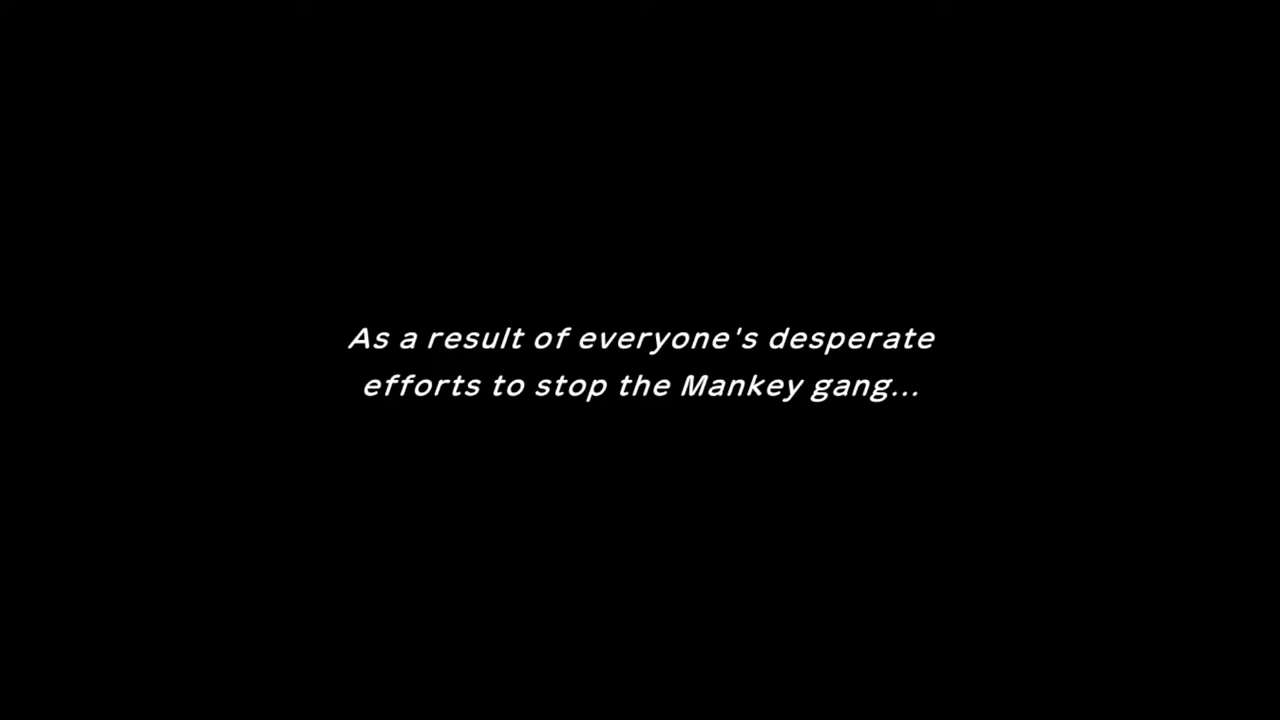 As a result of everyone's desperate
efforts to stop the Mankey gang...